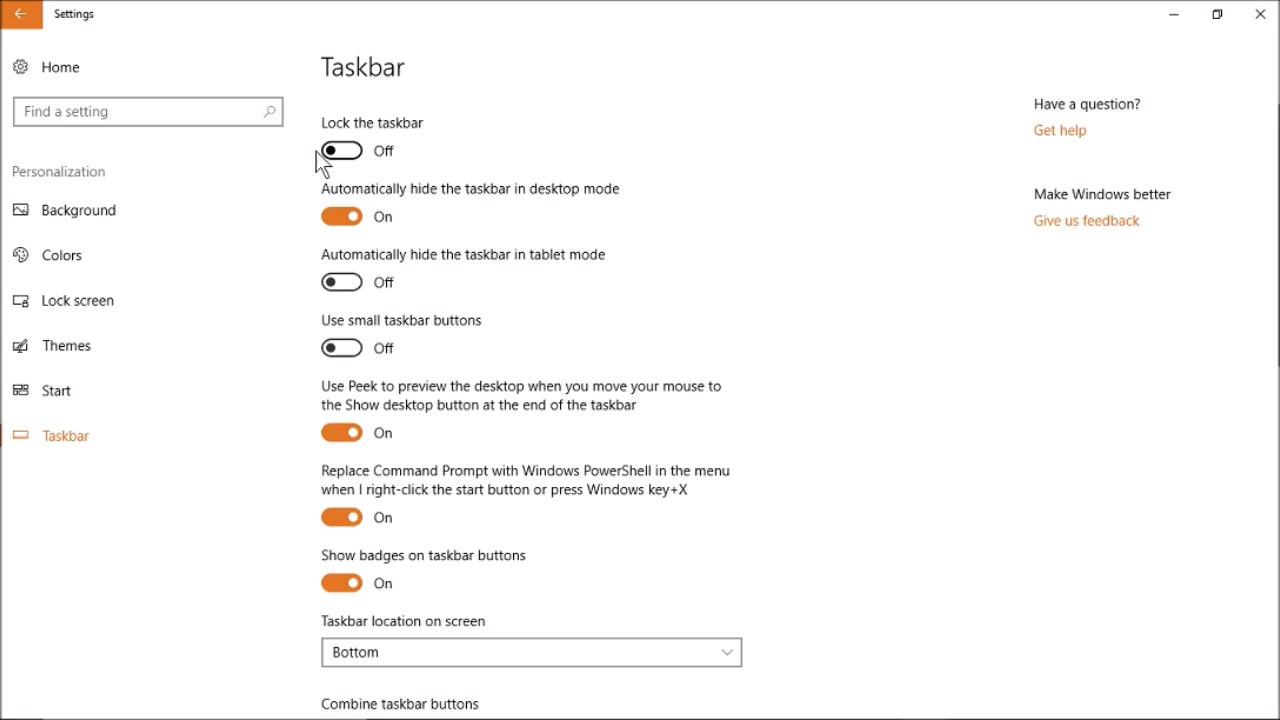 Settings
Home
Find a setting
Personalization
Background
Colors
Lock screen
Themes
Start
Taskbar
Taskbar
Lock the taskbar
Off
Automatically hide the taskbar in desktop mode
On
Automatically hide the taskbar in tablet mode
Off
Use small taskbar buttons
Off
Use Peek to preview the desktop when you move your mouse to
the Show desktop button at the end of the taskbar
On
Replace Command Prompt with Windows PowerShell in the menu
when I right-click the start button or press Windows key+X
On
Show badges on taskbar buttons
On
Taskbar location on screen
Bottom
Combine taskbar buttons
Have a question?
Get help
Make Windows better
Give us feedback